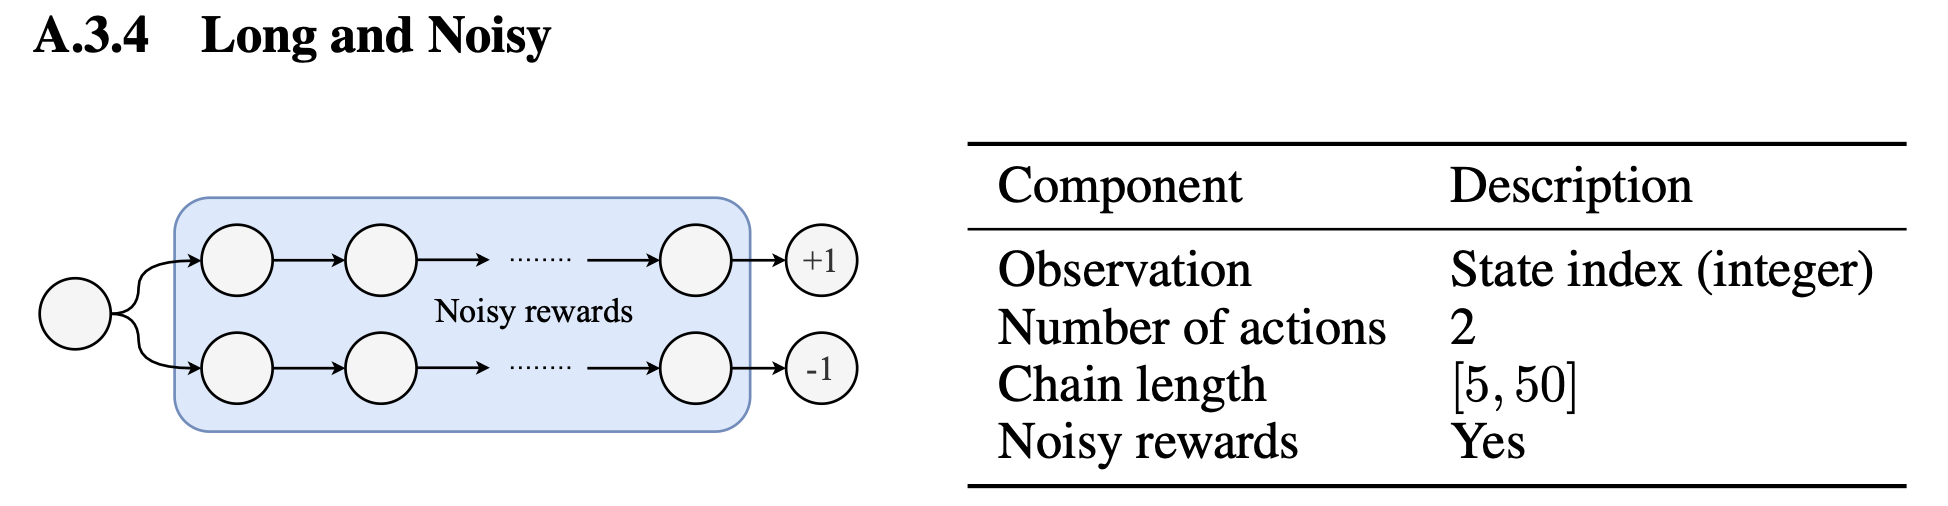 A.3.4 Long and Noisy
+1
Noisy rewards
-1
Component Description
Observation State index (integer)
Number of actions 2
Chain length [5, 50]
Noisy rewards Yes